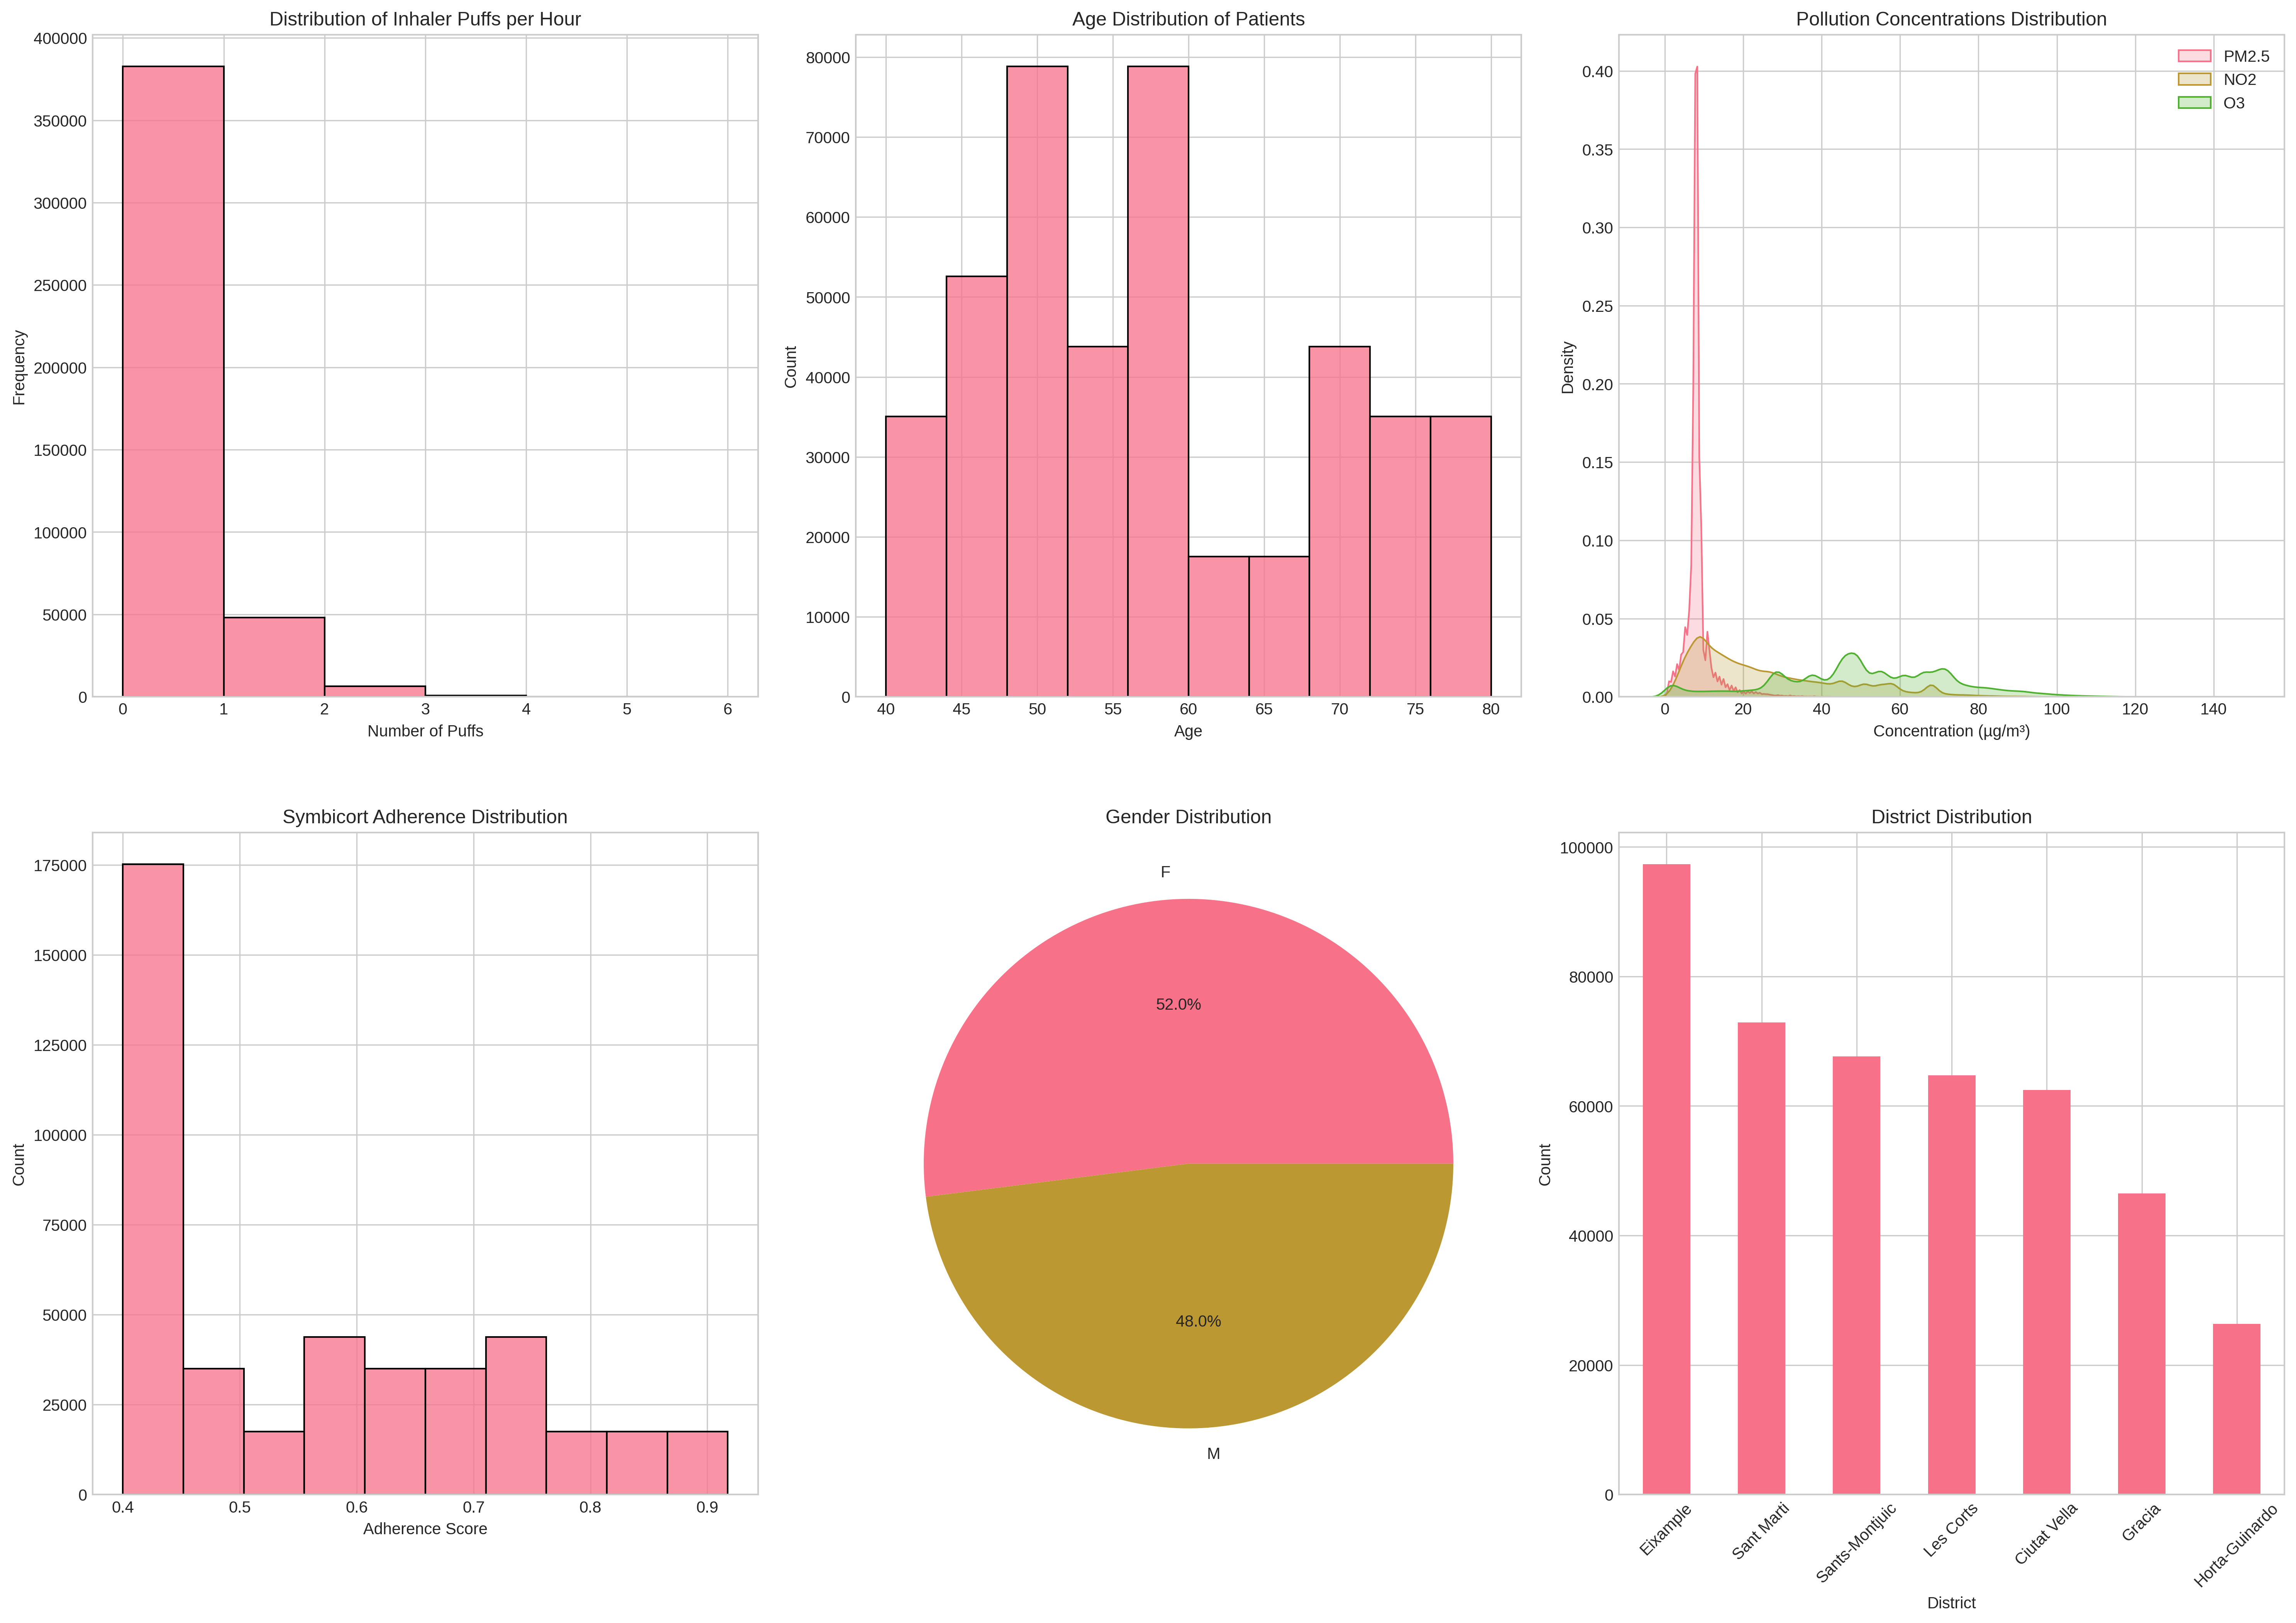 Distribution of Inhaler Puffs per Hour
400000
350000
300000
250000
200000
150000
100000
50000
0
Frequency
0 1 2 3 4 5 6
Number of Puffs
Age Distribution of Patients
80000
70000
60000
50000
40000
30000
20000
10000
0
Count
40 45 50 55 60 65 70 75 80
Age
Pollution Concentrations Distribution
PM2.5
NO2
O3
0.40
0.35
0.30
0.25
0.20
0.15
0.10
0.05
0.00
Density
0 20 40 60 80 100 120 140
Concentration (µg/m³)
Symbicort Adherence Distribution
175000
150000
125000
100000
75000
50000
25000
0
Count
0.4 0.5 0.6 0.7 0.8 0.9
Adherence Score
Gender Distribution
F
52.0%
48.0%
M
District Distribution
100000
80000
60000
40000
20000
0
Count
Eixample
Sant Marti
Sants-Montjuic
Les Corts
Ciutat Vella
Gracia
Horta-Guinardo
District